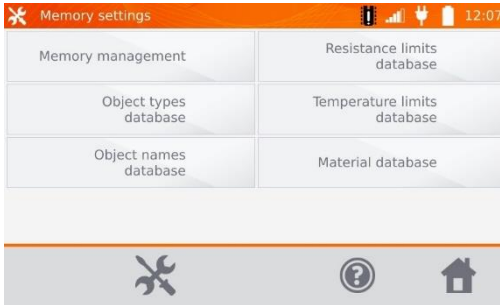 Memory settings
12:07
Memory management
Resistance limits
database
Object types
database
Temperature limits
database
Object names
database
Material database
?